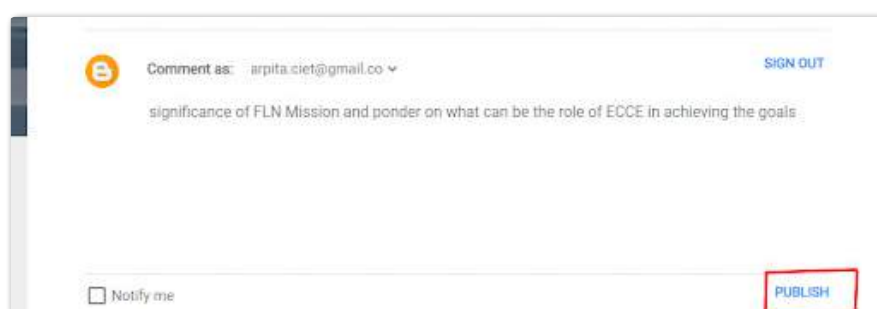 Comment as: arpita.ciet@gmail.co
SIGN OUT
significance of FLN Mission and ponder on what can be the role of ECCE in achieving the goals
Notify me
PUBLISH